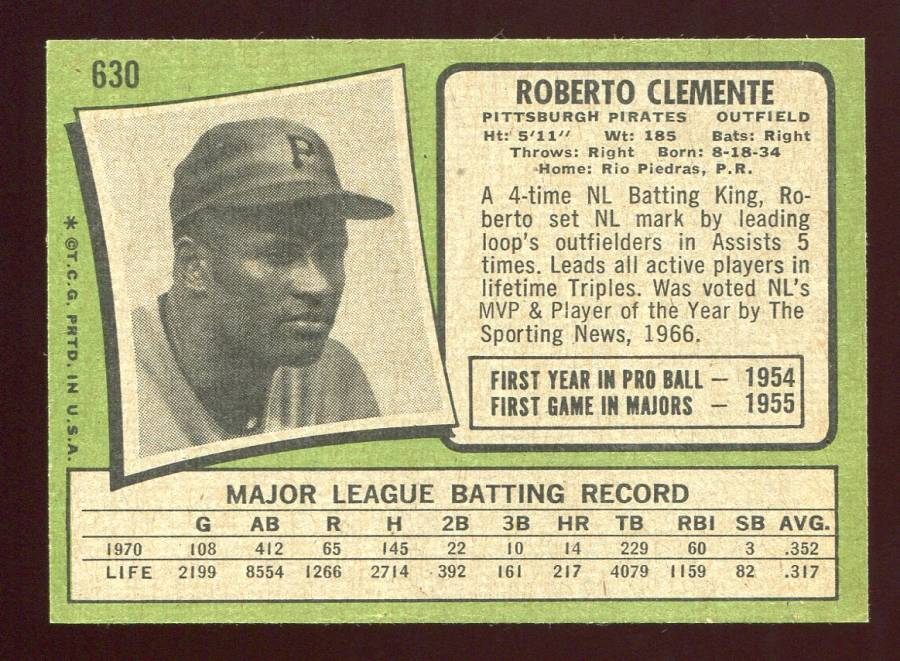 630
P
* ©T.C.G. PRTD. IN U.S.A.
ROBERTO CLEMENTE
PITTSBURGH PIRATES OUTFIELD
Ht: 5'11" Wt: 185 Bats: Right
Throws: Right Born: 8-18-34
Home: Rio Piedras, P.R.
A 4-time NL Batting King, Ro-
berto set NL mark by leading
loop's outfielders in Assists 5
times. Leads all active players in
lifetime Triples. Was voted NL's
MVP & Player of the Year by The
Sporting News, 1966.
FIRST YEAR IN PRO BALL — 1954
FIRST GAME IN MAJORS — 1955
MAJOR LEAGUE BATTING RECORD
G AB R H 2B 3B HR TB RBI SB AVG.
1970 108 412 65 145 22 10 14 229 60 3 .352
LIFE 2199 8554 1266 2714 392 161 217 4079 1159 82 .317